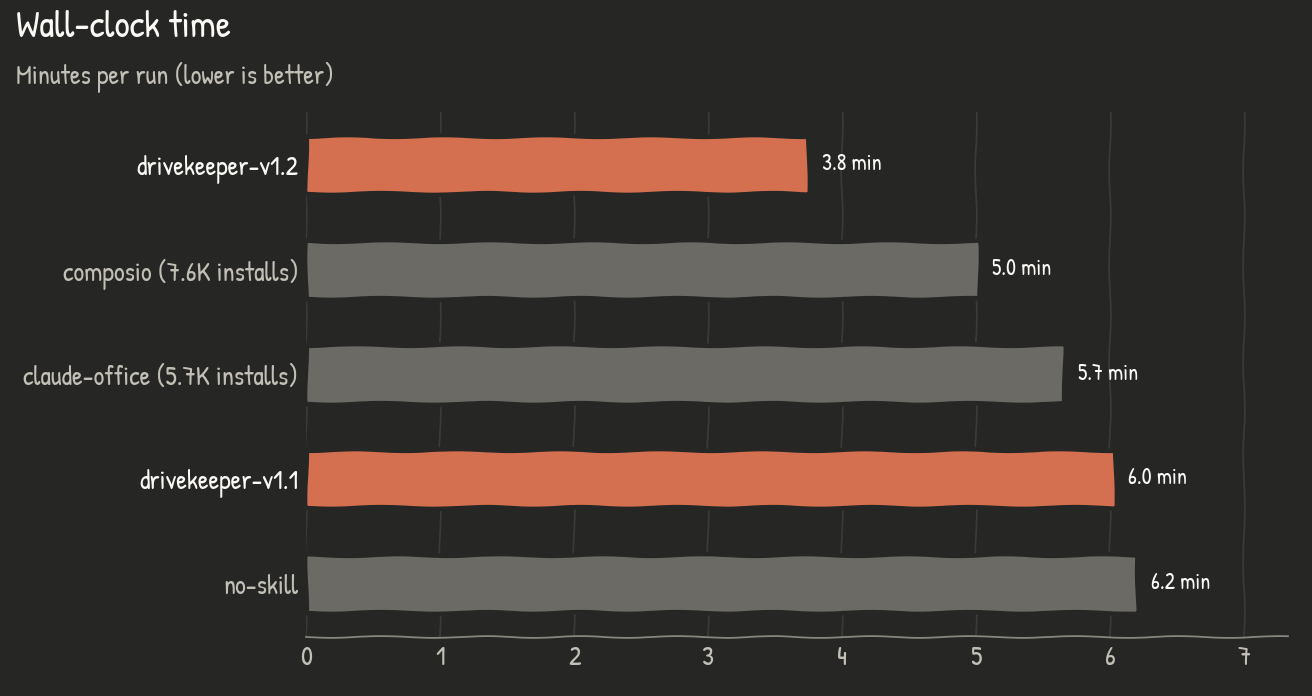 Wall-clock time
Minutes per run (lower is better)
drivekeeper-v1.2 3.8 min
composio (7.6K installs) 5.0 min
claude-office (5.7K installs) 5.7 min
drivekeeper-v1.1 6.0 min
no-skill 6.2 min
0 1 2 3 4 5 6 7